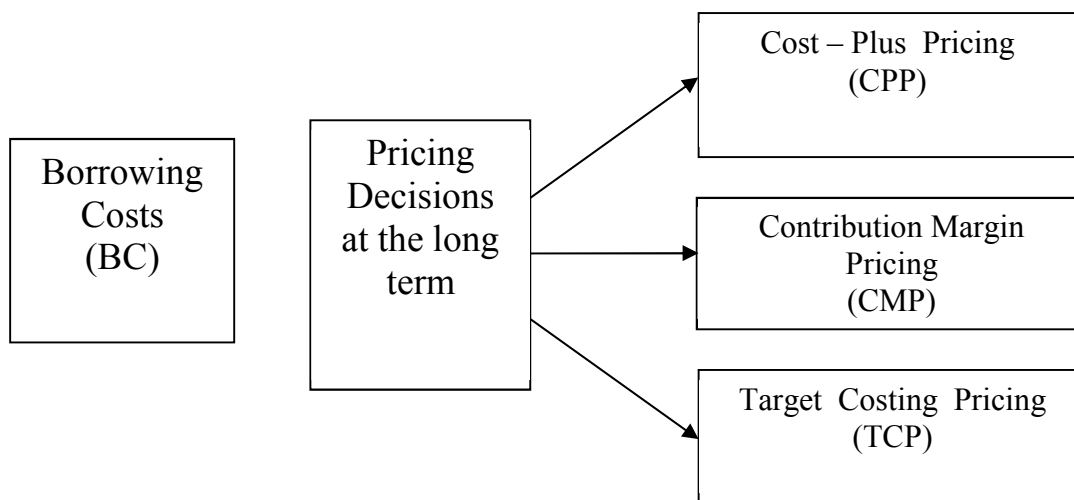 Borrowing
Costs
(BC)
Pricing
Decisions
at the long
term
Cost – Plus Pricing
(CPP)
Contribution Margin
Pricing
(CMP)
Target Costing Pricing
(TCP)